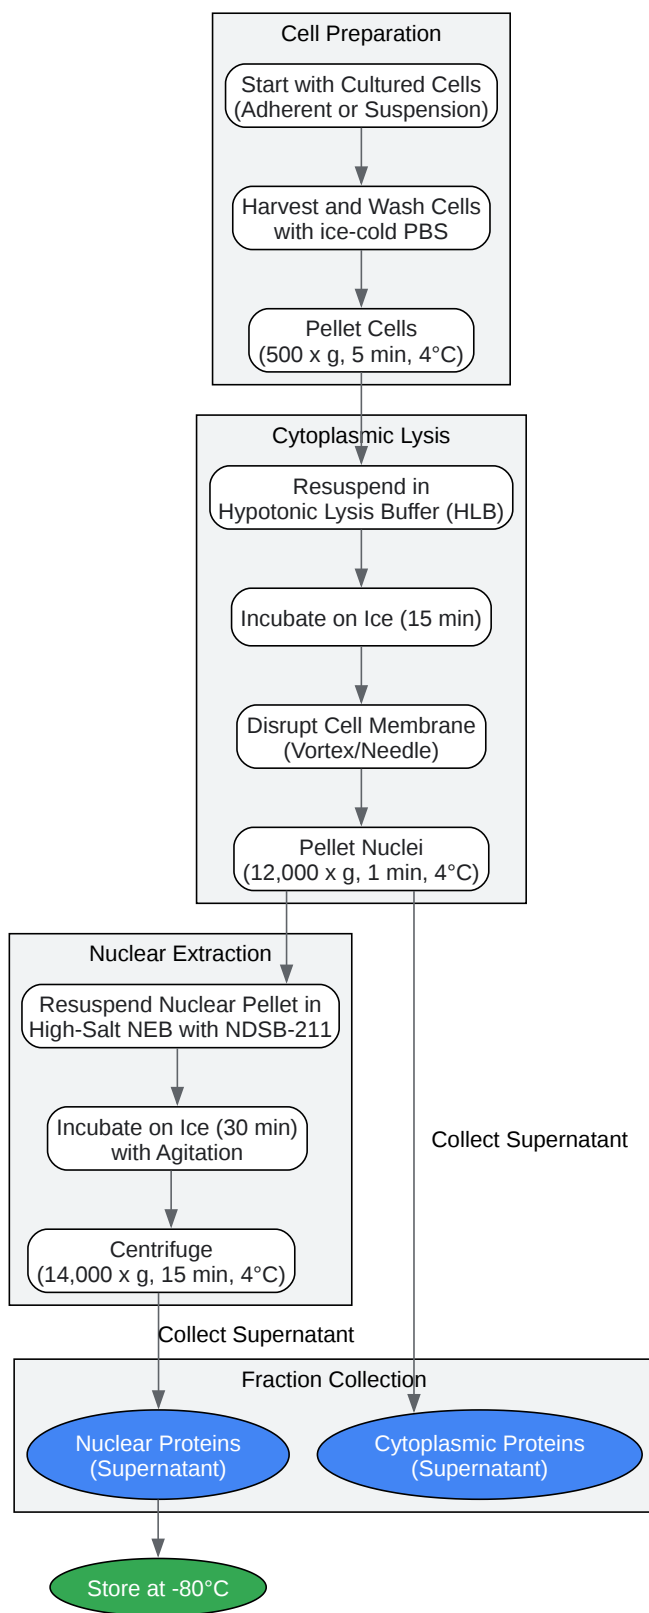 Cell Preparation
Start with Cultured Cells
(Adherent or Suspension)
Harvest and Wash Cells
with ice-cold PBS
Pellet Cells
(500 x g, 5 min, 4°C)
Cytoplasmic Lysis
Resuspend in
Hypotonic Lysis Buffer (HLB)
Incubate on Ice (15 min)
Disrupt Cell Membrane
(Vortex/Needle)
Pellet Nuclei
(12,000 x g, 1 min, 4°C)
Nuclear Extraction
Resuspend Nuclear Pellet in
High-Salt NEB with NDSB-211
Incubate on Ice (30 min)
with Agitation
Collect Supernatant
Centrifuge
(14,000 x g, 15 min, 4°C)
Collect Supernatant
Fraction Collection
Nuclear Proteins
(Supernatant)
Cytoplasmic Proteins
(Supernatant)
Store at -80°C